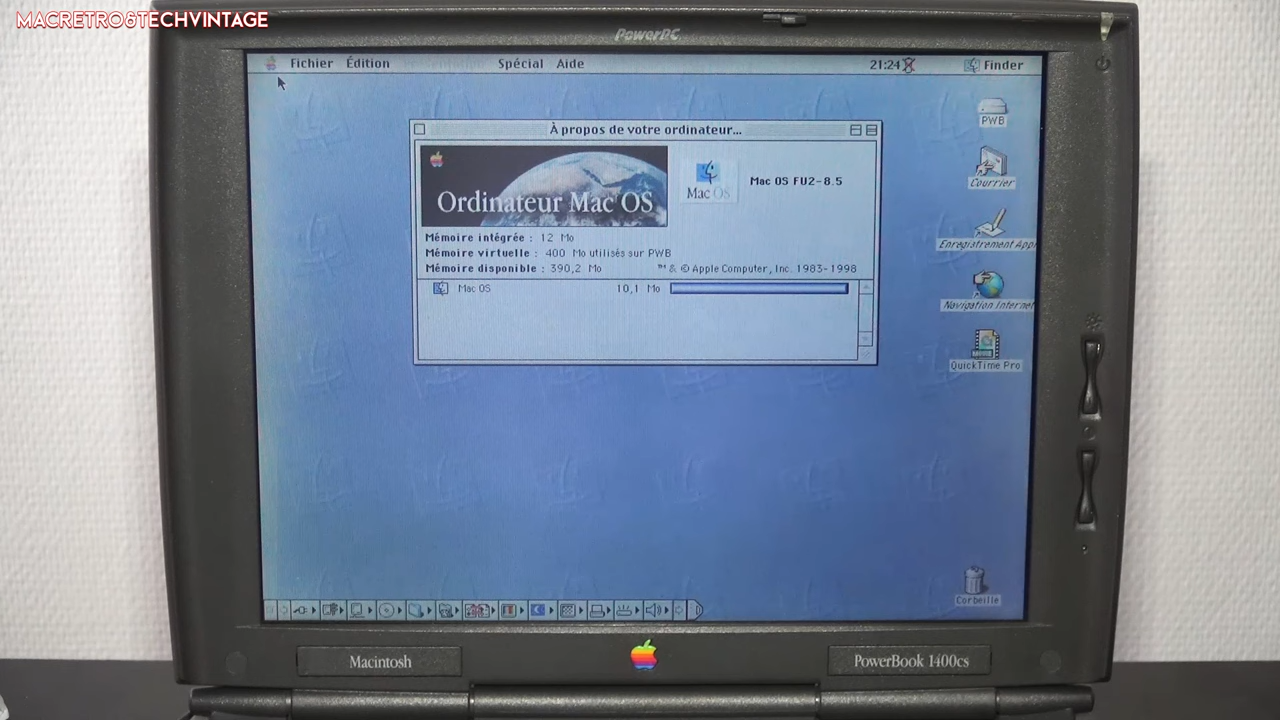 MACRETRO&TECHVINTAGE
PowerPC
Fichier Édition Spécial Aide 21:24 Finder
À propos de votre ordinateur...
Ordinateur Mac OS
Mac OS
Mac OS FU2-8.5
Mémoire intégrée : 12 Mo
Mémoire virtuelle : 400 Mo utilisés sur PWB
Mémoire disponible : 390,2 Mo ™ & © Apple Computer, Inc. 1983-1998
Mac OS 10,1 Mo
PWB
Courrier
Enregistrement Appl
Navigation Internet
QuickTime Pro
Corbeille
Macintosh
PowerBook 1400cs